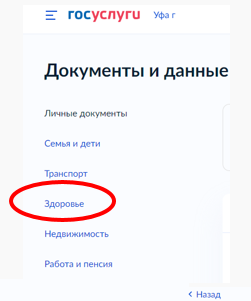 госуслуги Уфа г
Документы и данные
Личные документы
Семья и дети
Транспорт
Здоровье
Недвижимость
Работа и пенсия
Назад